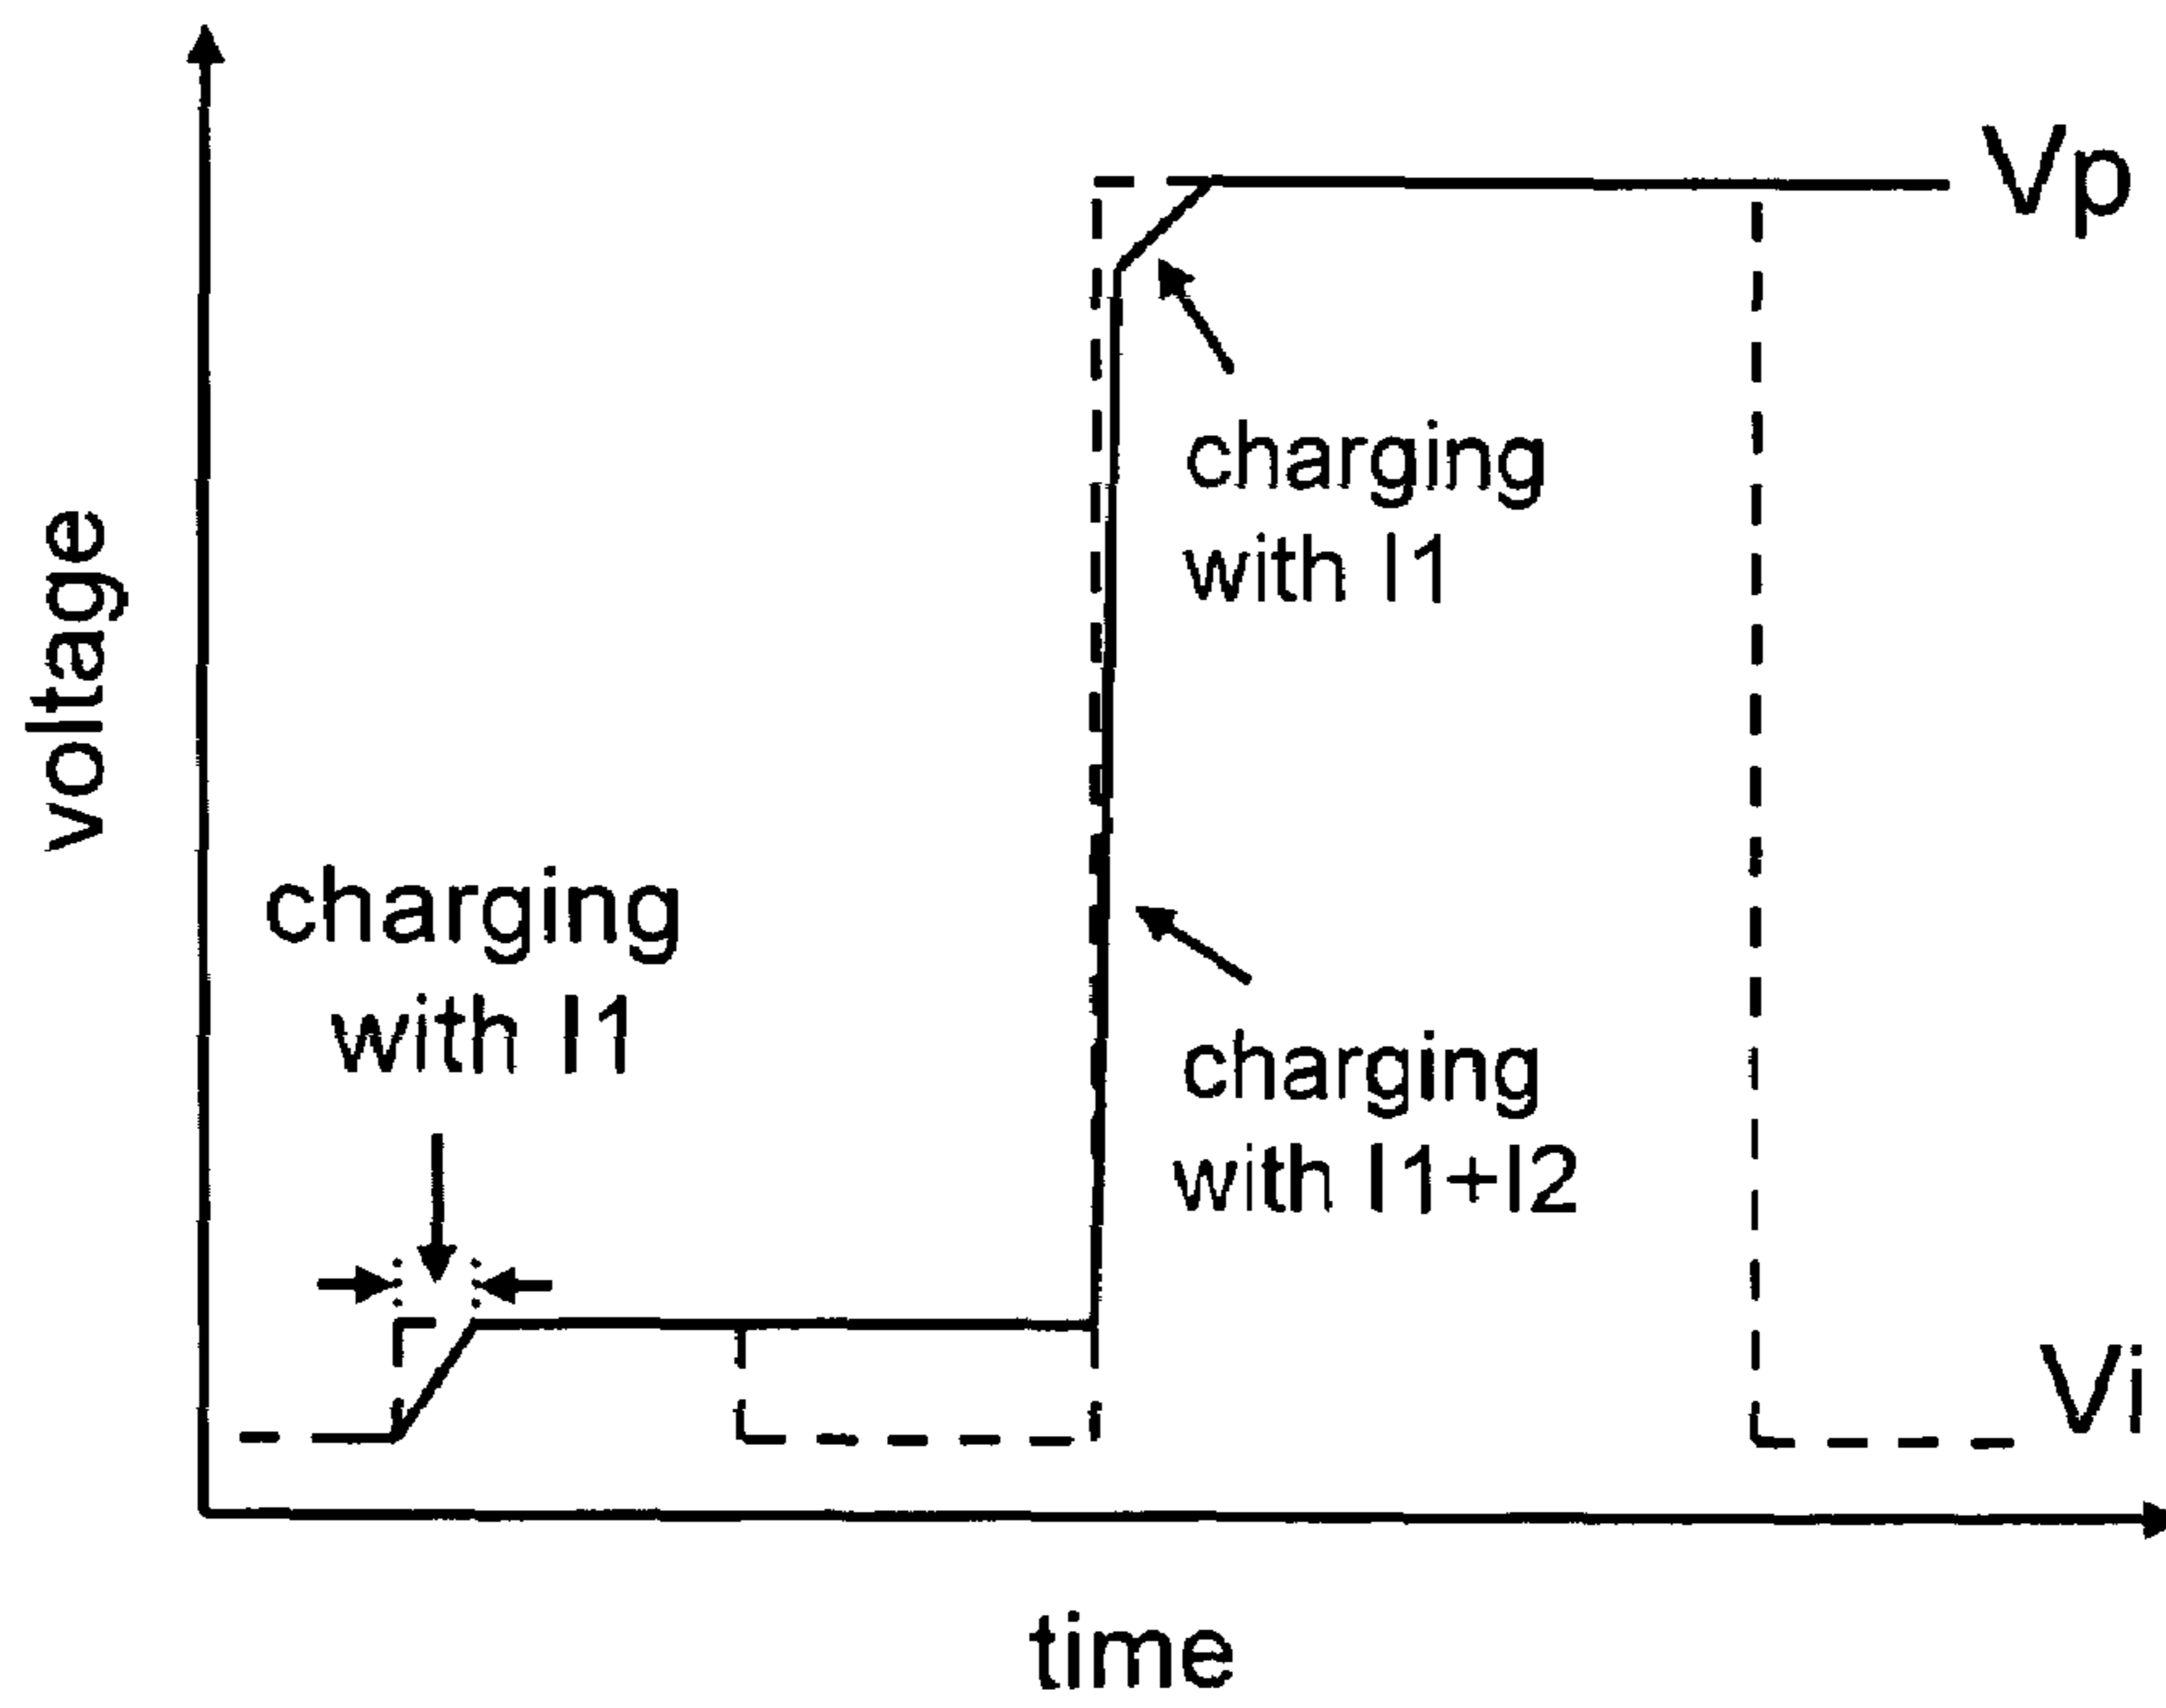 Vp
charging
with I1
voltage
charging
with I1
charging
with I1+I2
Vi
time